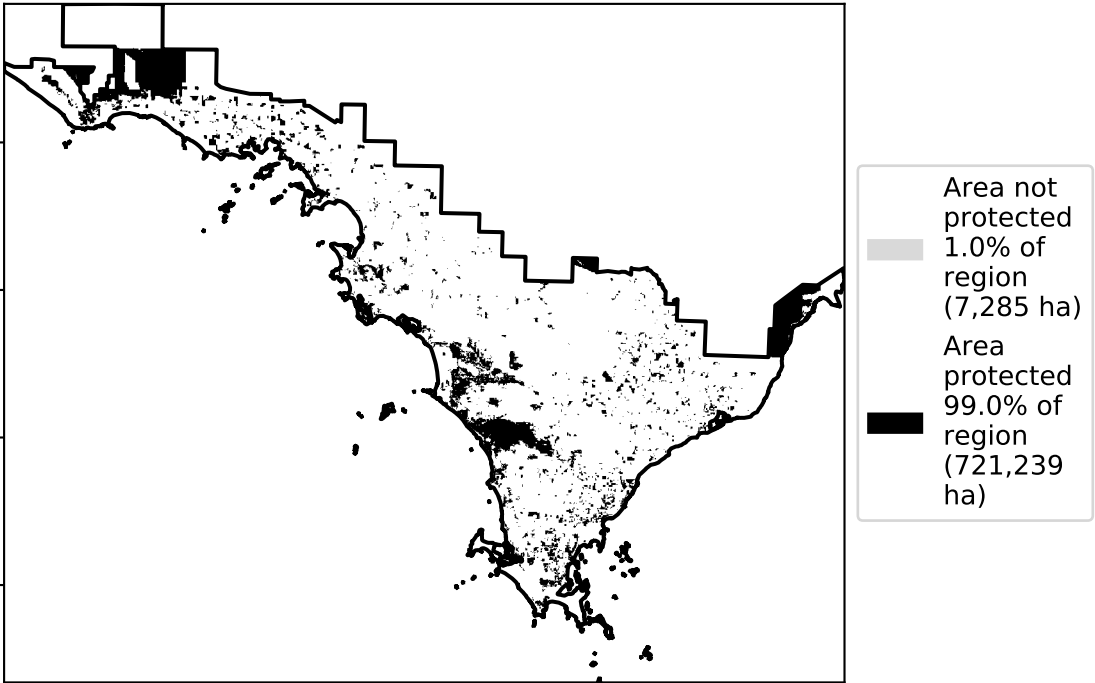 Area not
protected
1.0% of
region
(7,285 ha)
Area
protected
99.0% of
region
(721,239
ha)